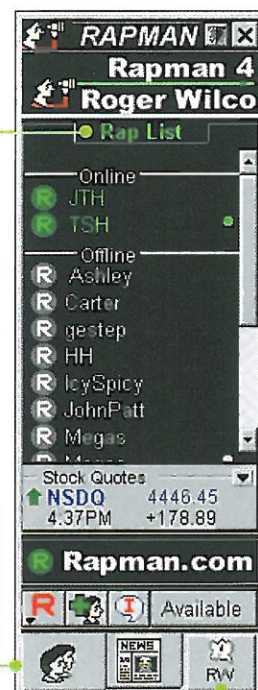 RAPMAN
Rapman 4
Roger Wilco
Rap List
Online
R JTH
R TSH
Offline
R Ashley
R Carter
R gestep
R HH
R IcySpicy
R JohnPatt
R Megas
Stock Quotes
NSDQ 4446.45
4.37PM +178.89
R Rapman.com
R I Available
NEWS
RW